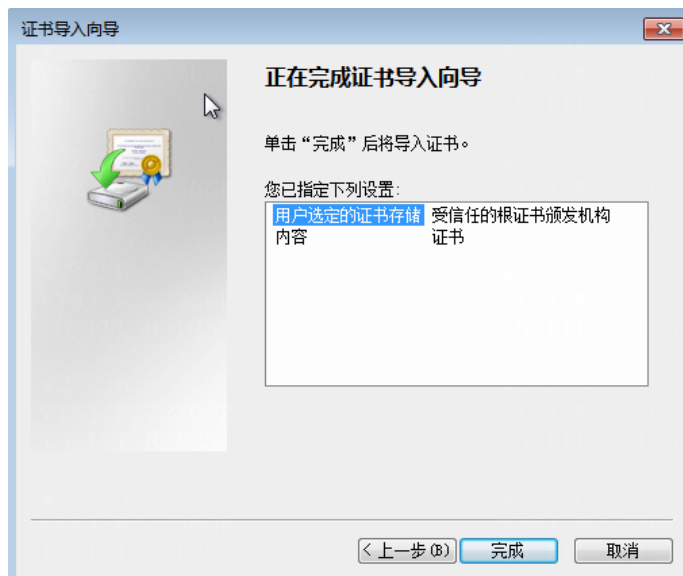 证书导入向导
正在完成证书导入向导
单击“完成”后将导入证书。
您已指定下列设置:
用户选定的证书存储 受信任的根证书颁发机构
内容 证书
< 上一步(B) 完成 取消